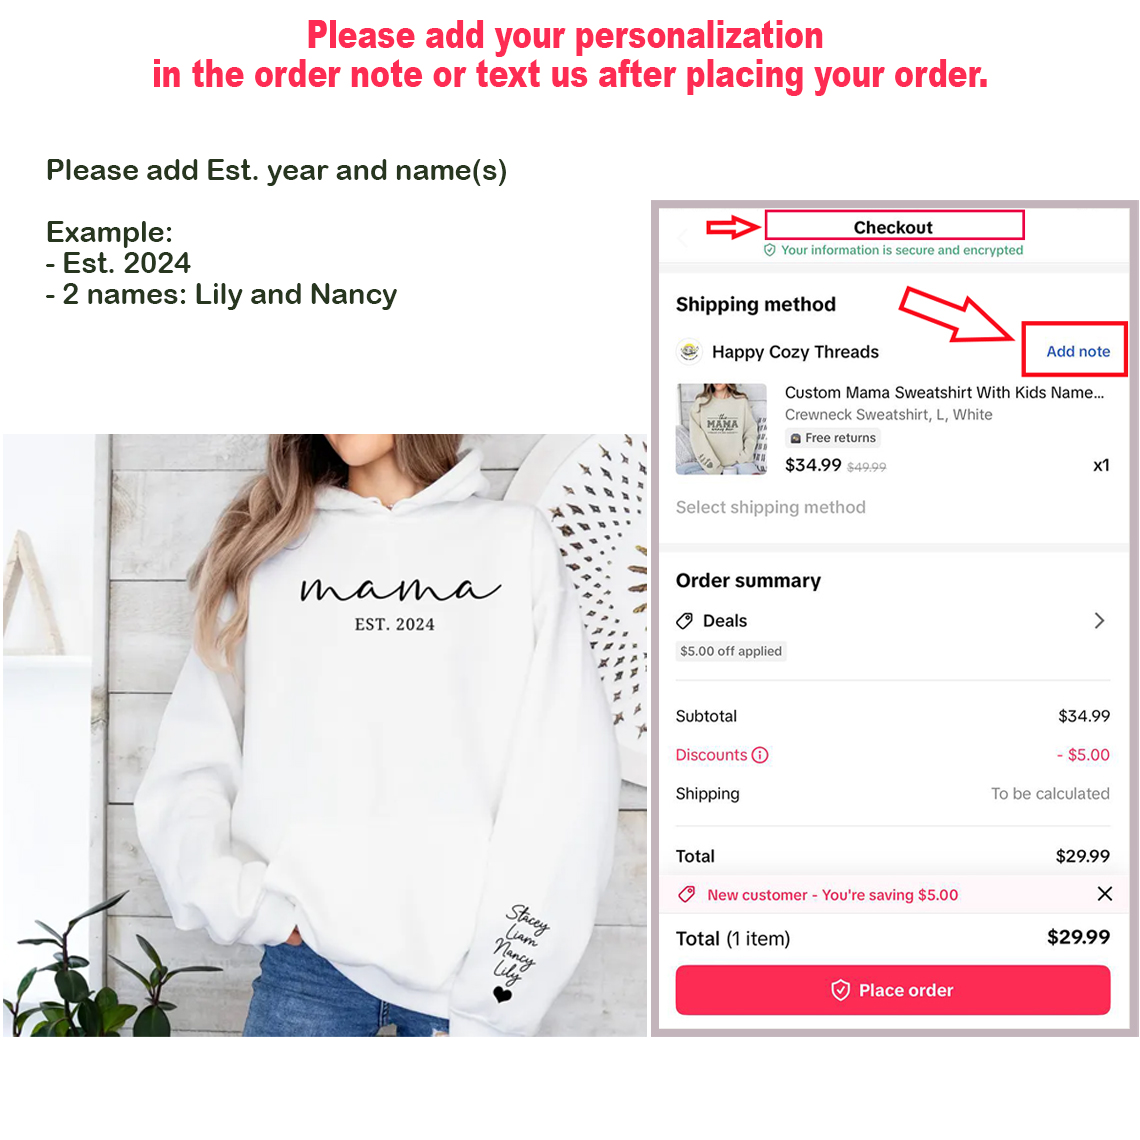 Please add your personalization
in the order note or text us after placing your order.
Please add Est. year and name(s)
Example:
- Est. 2024
- 2 names: Lily and Nancy
mama
EST. 2024
Stacey
Liam
Nancy
Lily
Checkout
Your information is secure and encrypted
Shipping method
Happy Cozy Threads
Add note
Custom Mama Sweatshirt With Kids Name...
Crewneck Sweatshirt, L, White
Free returns
$34.99 $49.99
x1
MAMA
Select shipping method
Order summary
Deals
$5.00 off applied
Subtotal
$34.99
Discounts
- $5.00
Shipping
To be calculated
Total
$29.99
New customer - You're saving $5.00
Total (1 item)
$29.99
Place order